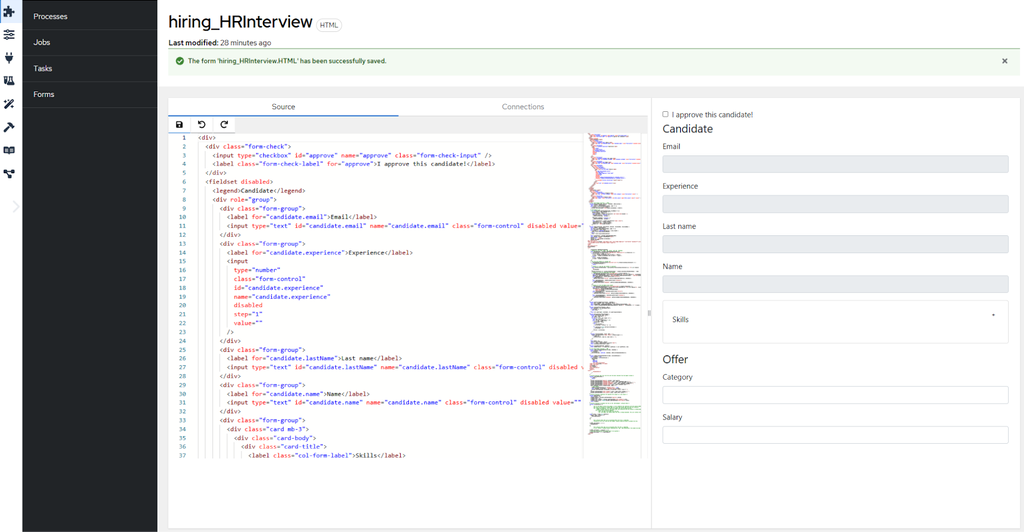 Processes
Jobs
Tasks
Forms
hiring_HRInterview HTML
Last modified: 28 minutes ago
The form 'hiring_HRInterview.HTML' has been successfully saved.
Source
Connections
1 <div>
2 <div class="form-check">
3 <input type="checkbox" id="approve" name="approve" class="form-check-input" />
4 <label class="form-check-label" for="approve">I approve this candidate!</label>
5 </div>
6 <fieldset disabled>
7 <legend>Candidate</legend>
8 <div role="group">
9 <div class="form-group">
10 <label for="candidate.email">Email</label>
11 <input type="text" id="candidate.email" name="candidate.email" class="form-control" disabled value="
12 </div>
13 <div class="form-group">
14 <label for="candidate.experience">Experience</label>
15 <input
16 type="number"
17 class="form-control"
18 id="candidate.experience"
19 name="candidate.experience"
20 disabled
21 step="1"
22 value=""
23 />
24 </div>
25 <div class="form-group">
26 <label for="candidate.lastName">Last name</label>
27 <input type="text" id="candidate.lastName" name="candidate.lastName" class="form-control" disabled
28 </div>
29 <div class="form-group">
30 <label for="candidate.name">Name</label>
31 <input type="text" id="candidate.name" name="candidate.name" class="form-control" disabled value=""
32 </div>
33 <div class="form-group">
34 <div class="card mb-3">
35 <div class="card-body">
36 <div class="card-title">
37 <label class="col-form-label">Skills</label>
I approve this candidate!
Candidate
Email
Experience
Last name
Name
Skills
Offer
Category
Salary